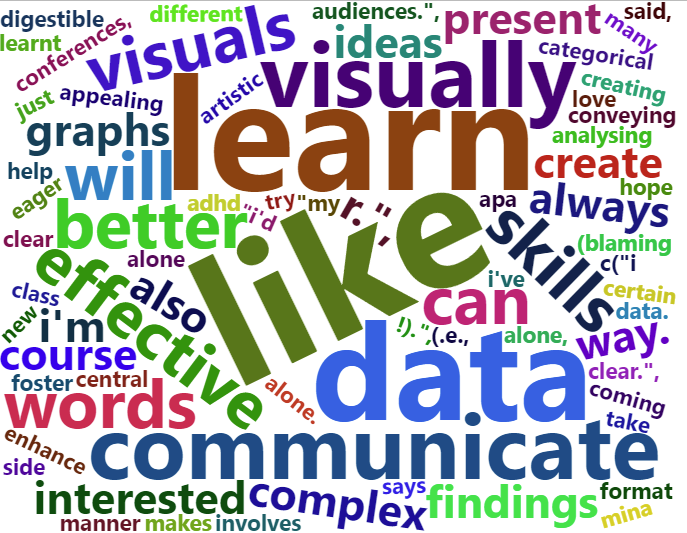 digestible
different
audiences.",
present
many
said,
learnt
conferences,
visuals
ideas
categorical
just
appealing
artistic
visually
creating
love
conveying
graphs
learn
analysing
help
will
create
eager
adhd
"i'd
try
"my
r.
",
apa
hope
always
clear
better
alone
like
skills
(blaming
c("i
effective
also
i've
certain
class
i'm
can
data.
new
!).",
(.e.,
alone,
way.
course
data
clear.",
foster
central
alone.
coming
words
take
enhance
side
communicate
interested
complex
says
findings
format
manner
makes
involves
mina